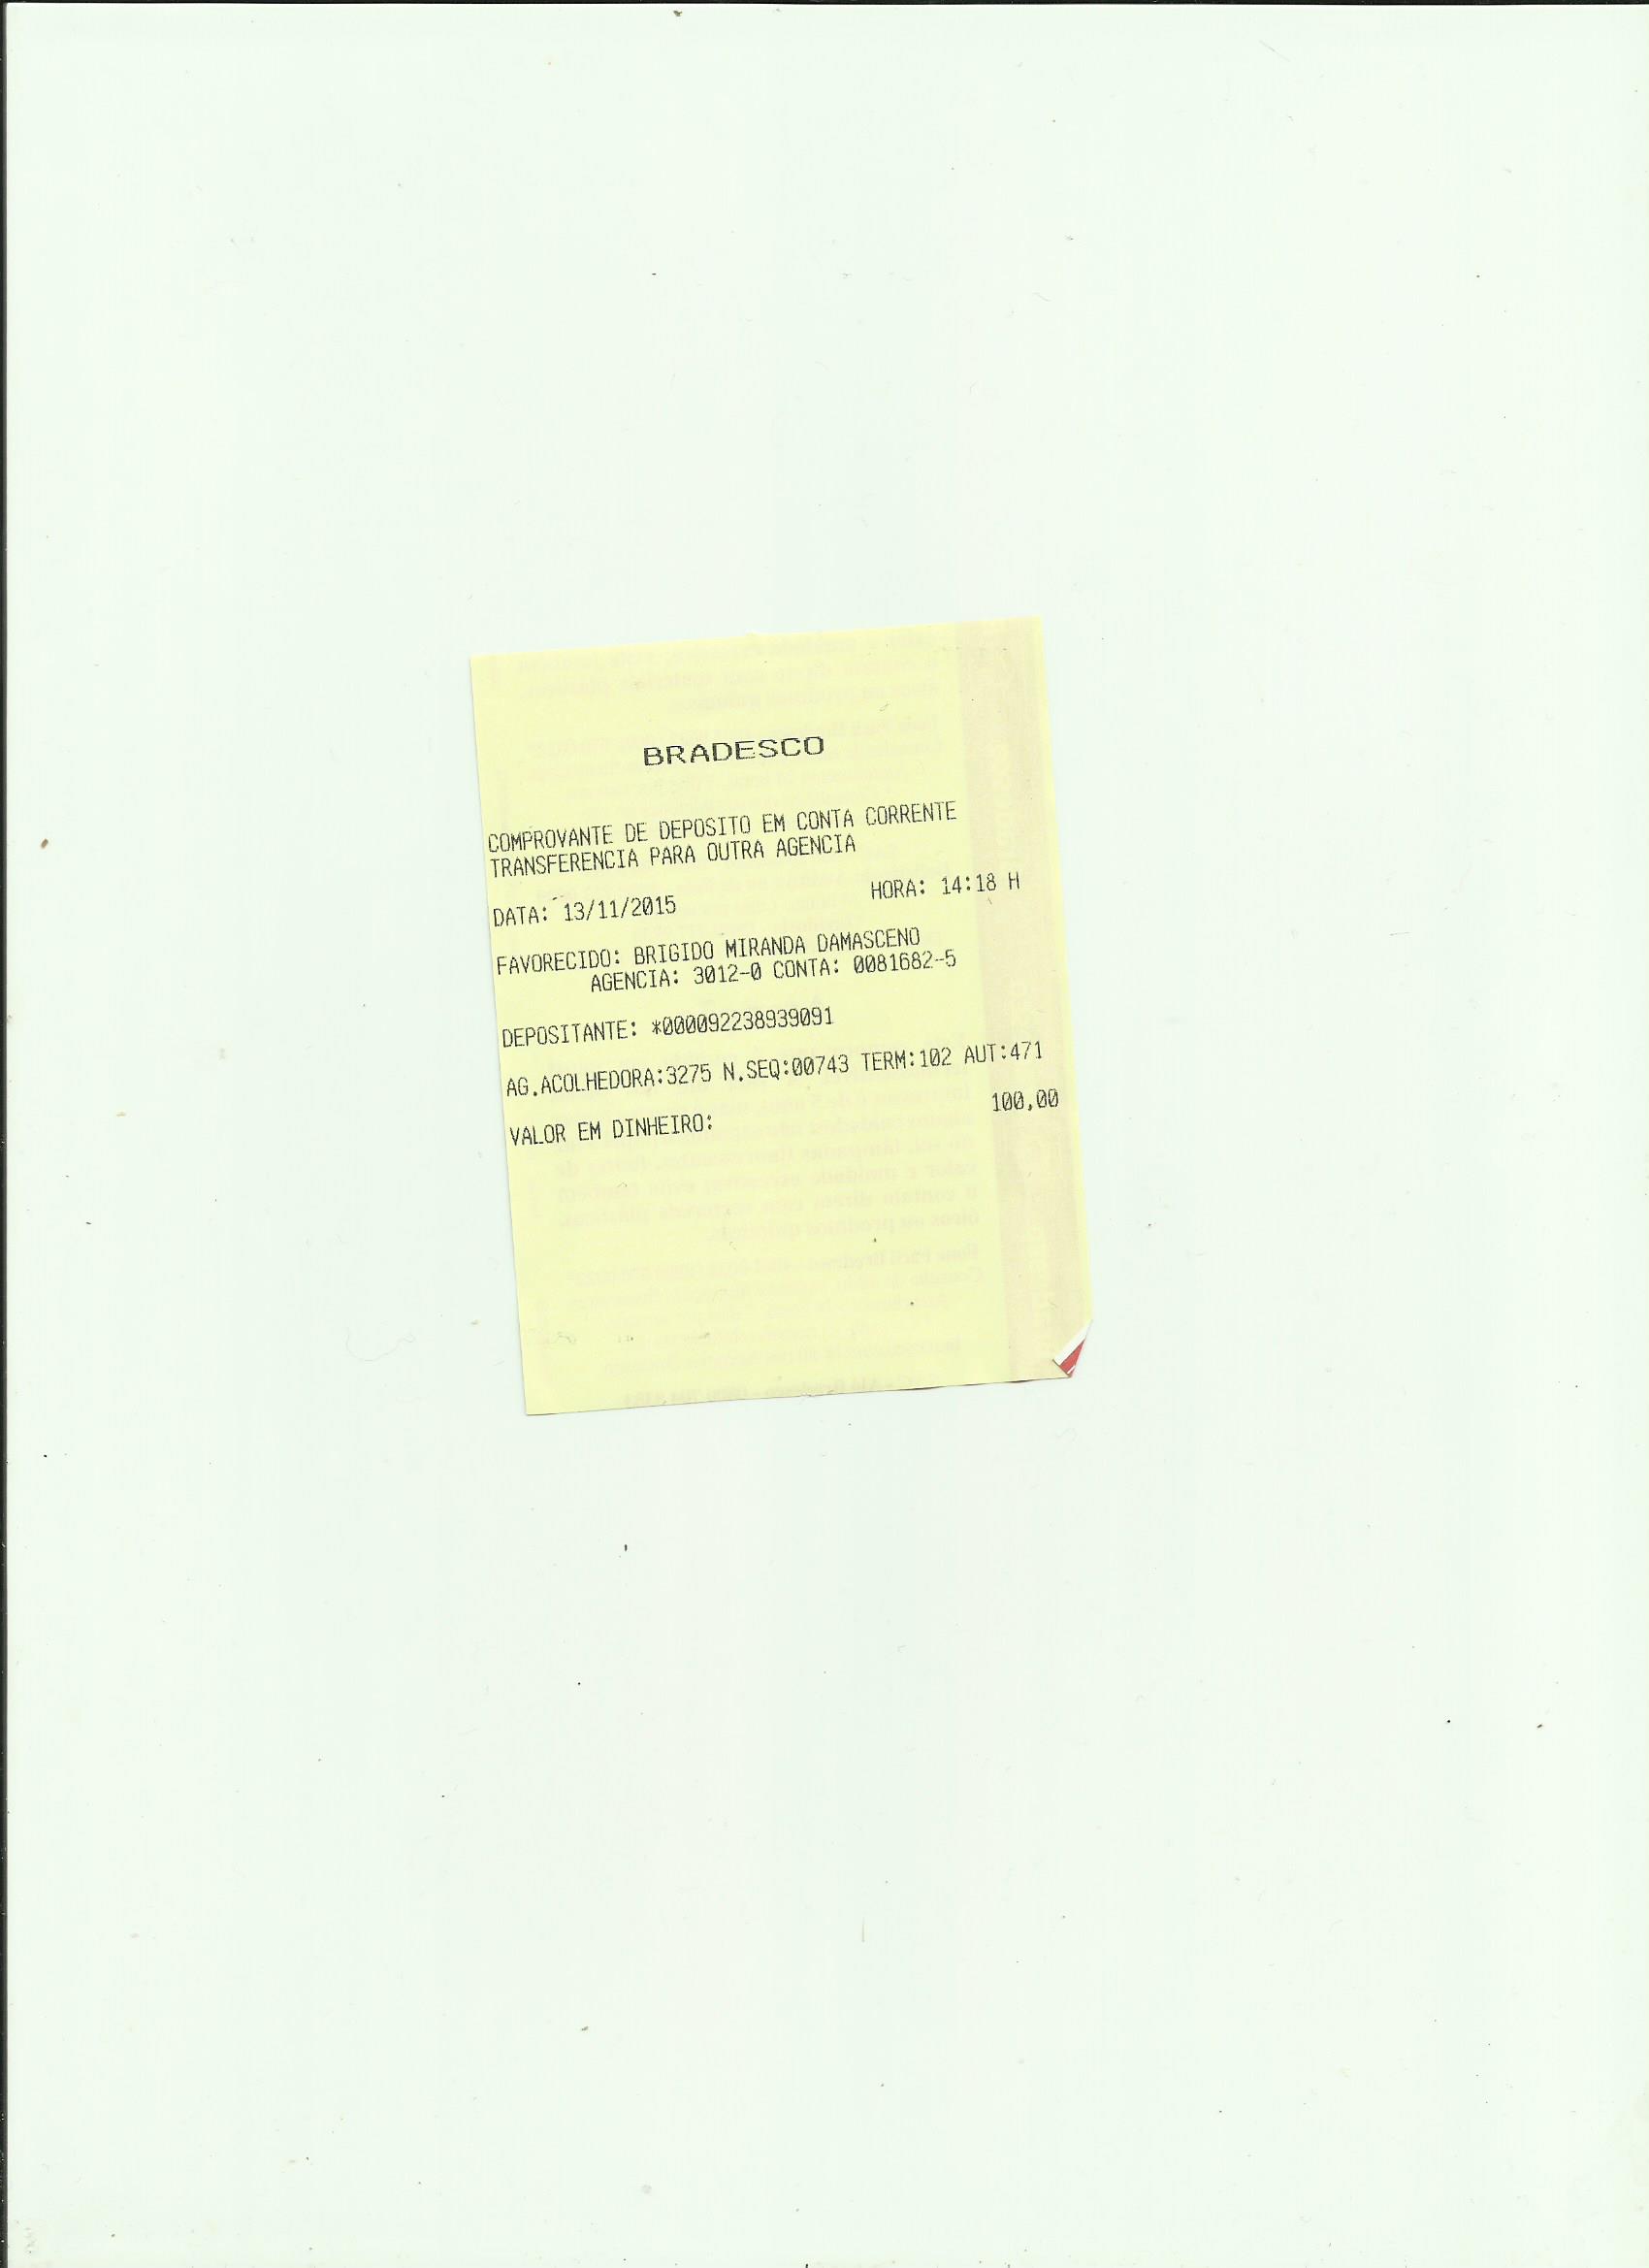 BRADESCO
COMPROVANTE DE DEPOSITO EM CONTA CORRENTE
TRANSFERENCIA PARA OUTRA AGENCIA
DATA: 13/11/2015 HORA: 14:18 H
FAVORECIDO: BRIGIDO MIRANDA DAMASCENO
AGENCIA: 3012-0 CONTA: 0081682-5
DEPOSITANTE: *000092238939091
AG.ACOLHEDORA:3275 N.SEQ:00743 TERM:102 AUT:471
VALOR EM DINHEIRO: 100,00